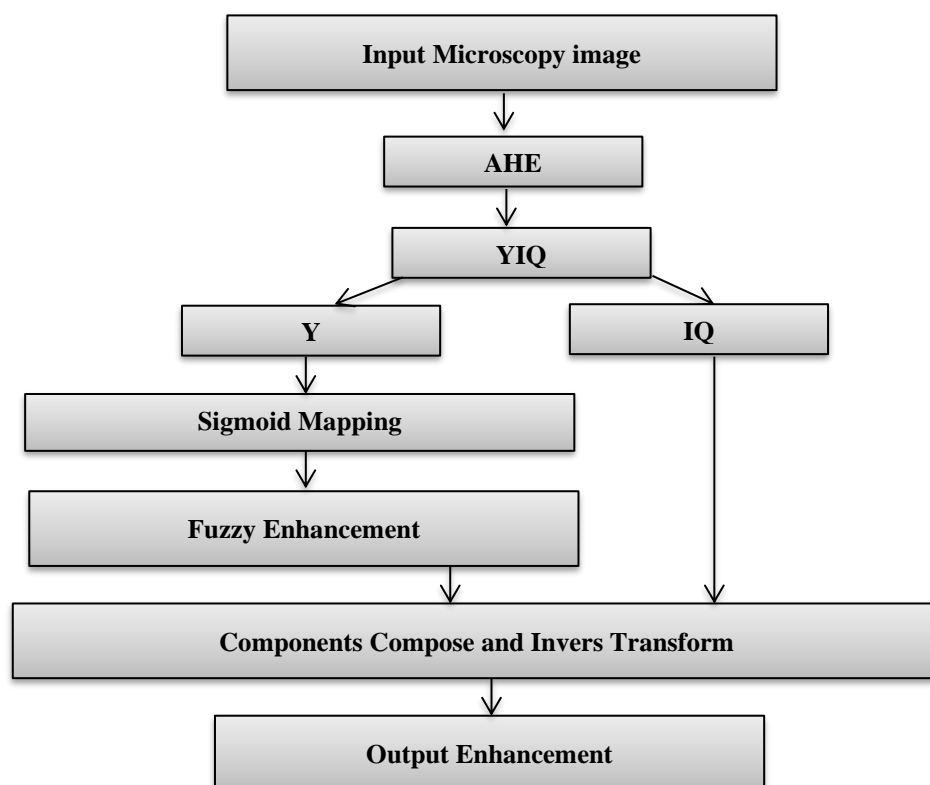 Input Microscopy image
AHE
YIQ
Y
IQ
Sigmoid Mapping
Fuzzy Enhancement
Components Compose and Invers Transform
Output Enhancement